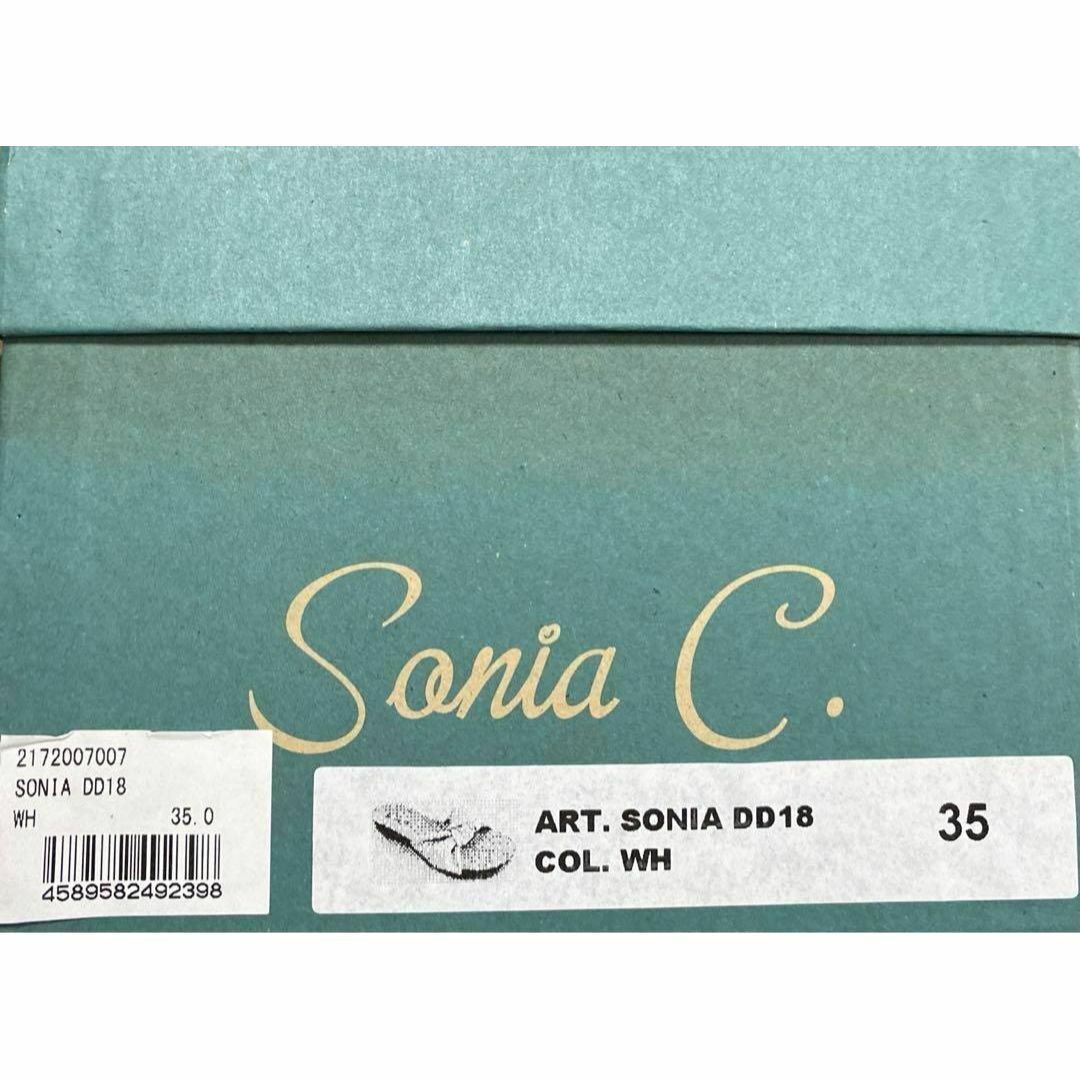 Sonia C.
2172007007
SONIA DD18
WH 35.0
4589582492398
ART. SONIA DD18 35
COL. WH